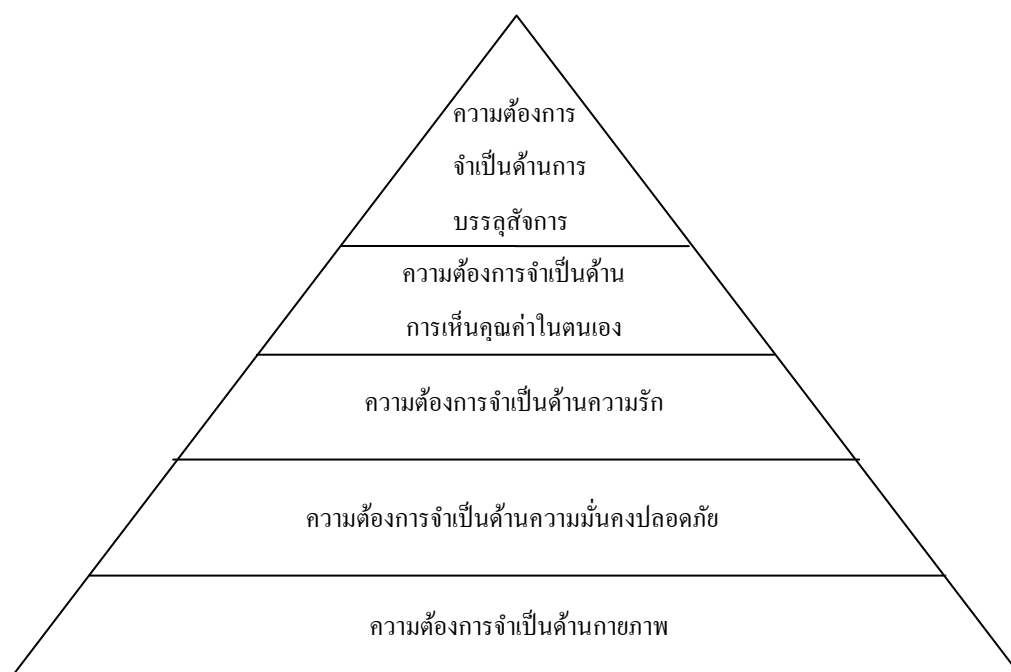 ความต้องการ
จำเป็นด้านการ
บรรลุสัจการ
ความต้องการจำเป็นด้าน
การเห็นคุณค่าในตนเอง
ความต้องการจำเป็นด้านความรัก
ความต้องการจำเป็นด้านความมั่นคงปลอดภัย
ความต้องการจำเป็นด้านกายภาพ